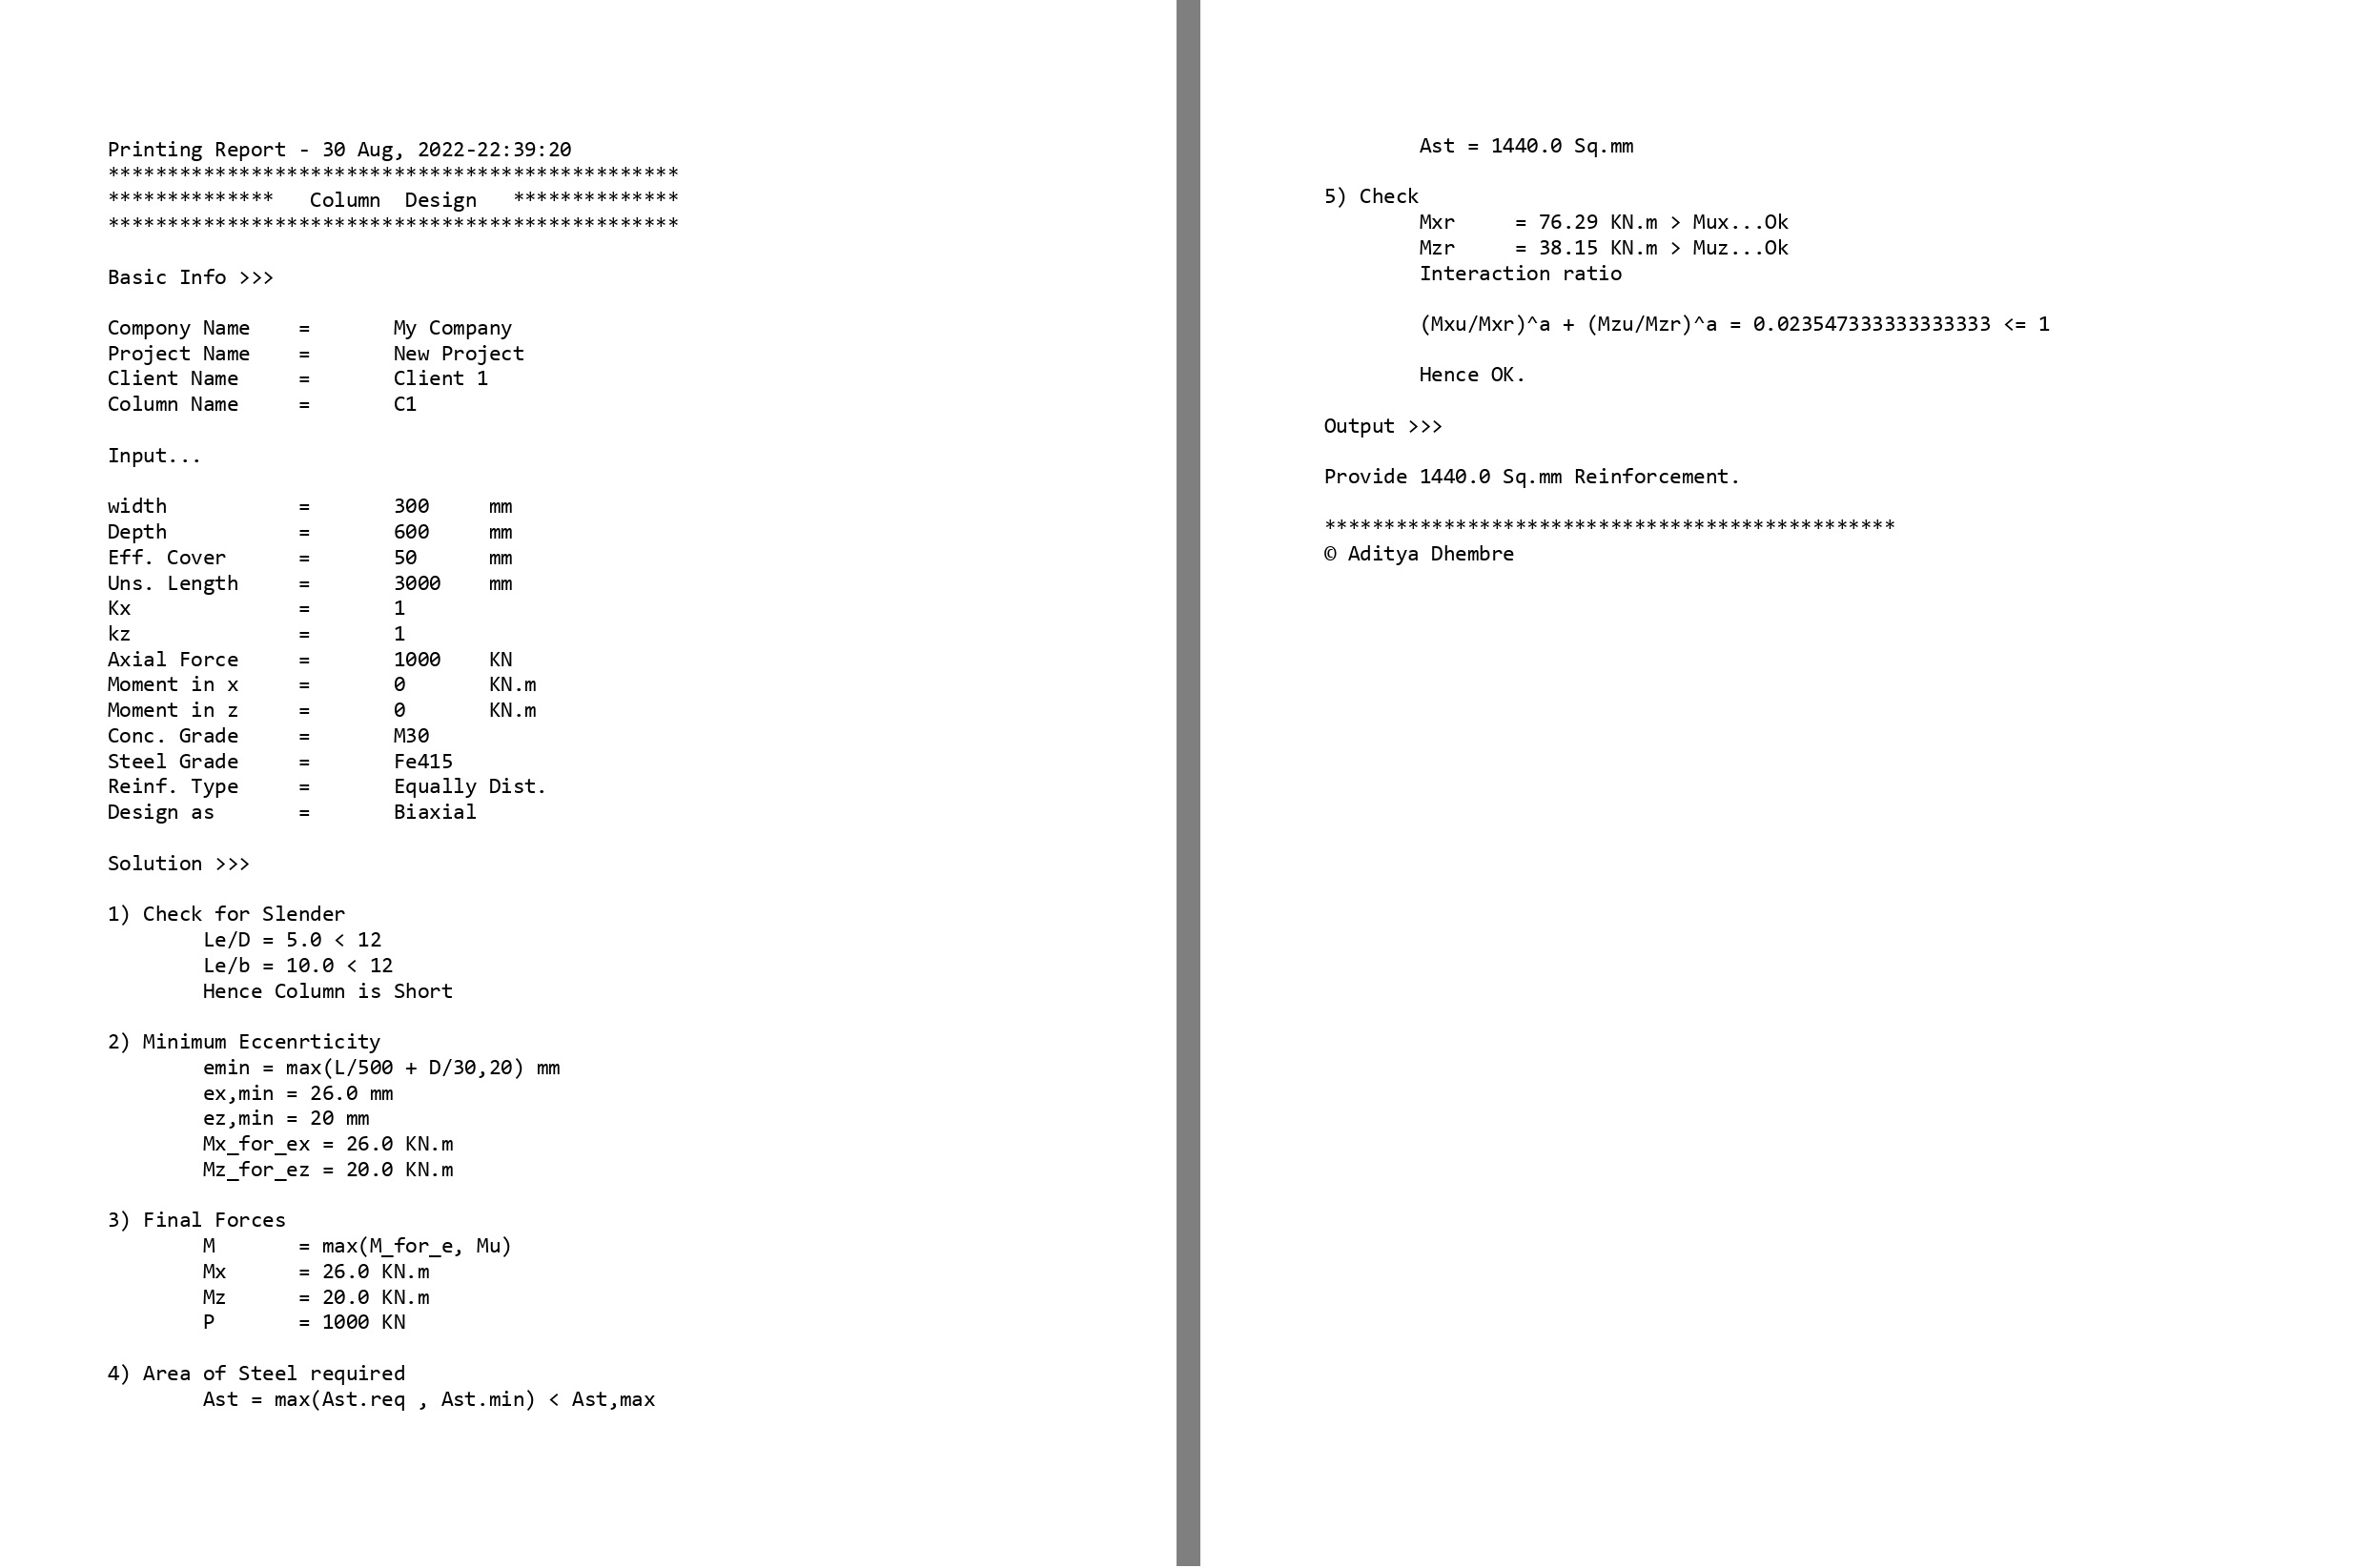 Printing Report - 30 Aug, 2022-22:39:20
************************************************
**************   Column  Design   **************
************************************************
Basic Info >>>
Compony Name    =       My Company
Project Name    =       New Project
Client Name     =       Client 1
Column Name     =       C1
Input...
width           =       300     mm
Depth           =       600     mm
Eff. Cover      =       50      mm
Uns. Length     =       3000    mm
Kx              =       1
kz              =       1
Axial Force     =       1000    KN
Moment in x     =       0       KN.m
Moment in z     =       0       KN.m
Conc. Grade     =       M30
Steel Grade     =       Fe415
Reinf. Type     =       Equally Dist.
Design as       =       Biaxial
Solution >>>
1) Check for Slender
Le/D = 5.0 < 12
Le/b = 10.0 < 12
Hence Column is Short
2) Minimum Eccenrticity
emin = max(L/500 + D/30,20) mm
ex,min = 26.0 mm
ez,min = 20 mm
Mx_for_ex = 26.0 KN.m
Mz_for_ez = 20.0 KN.m
3) Final Forces
M       = max(M_for_e, Mu)
Mx      = 26.0 KN.m
Mz      = 20.0 KN.m
P       = 1000 KN
4) Area of Steel required
Ast = max(Ast.req , Ast.min) < Ast,max
Ast = 1440.0 Sq.mm
5) Check
Mxr     = 76.29 KN.m > Mux...Ok
Mzr     = 38.15 KN.m > Muz...Ok
Interaction ratio
(Mxu/Mxr)^a + (Mzu/Mzr)^a = 0.023547333333333333 <= 1
Hence OK.
Output >>>
Provide 1440.0 Sq.mm Reinforcement.
************************************************
© Aditya Dhembre